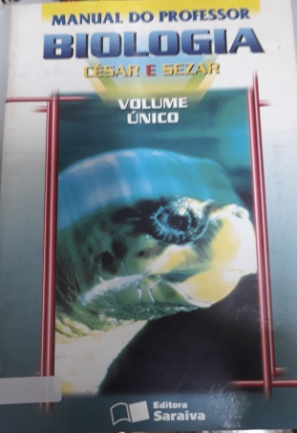 MANUAL DO PROFESSOR
BIOLOGIA
CÉSAR E SEZAR
VOLUME
ÚNICO
Editora
Saraiva